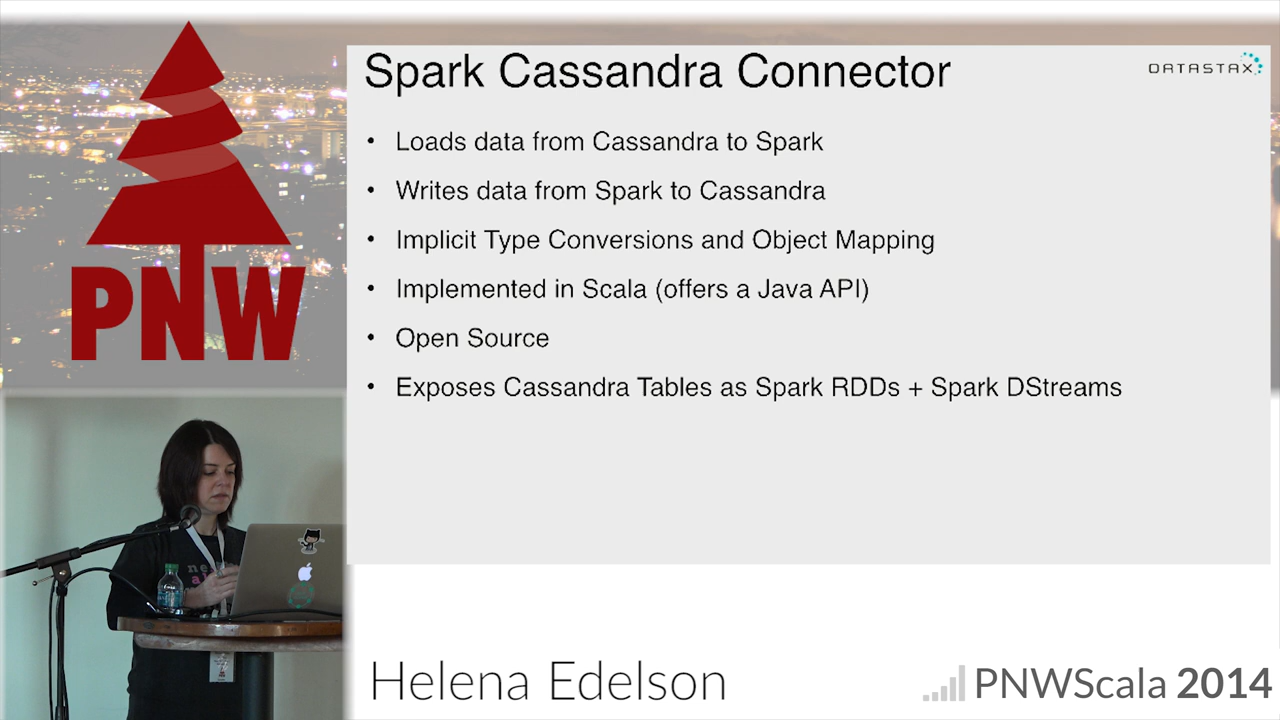 Spark Cassandra Connector
DATASTAX
• Loads data from Cassandra to Spark
• Writes data from Spark to Cassandra
• Implicit Type Conversions and Object Mapping
• Implemented in Scala (offers a Java API)
• Open Source
• Exposes Cassandra Tables as Spark RDDs + Spark DStreams
PNW
Helena Edelson
PNWScala 2014